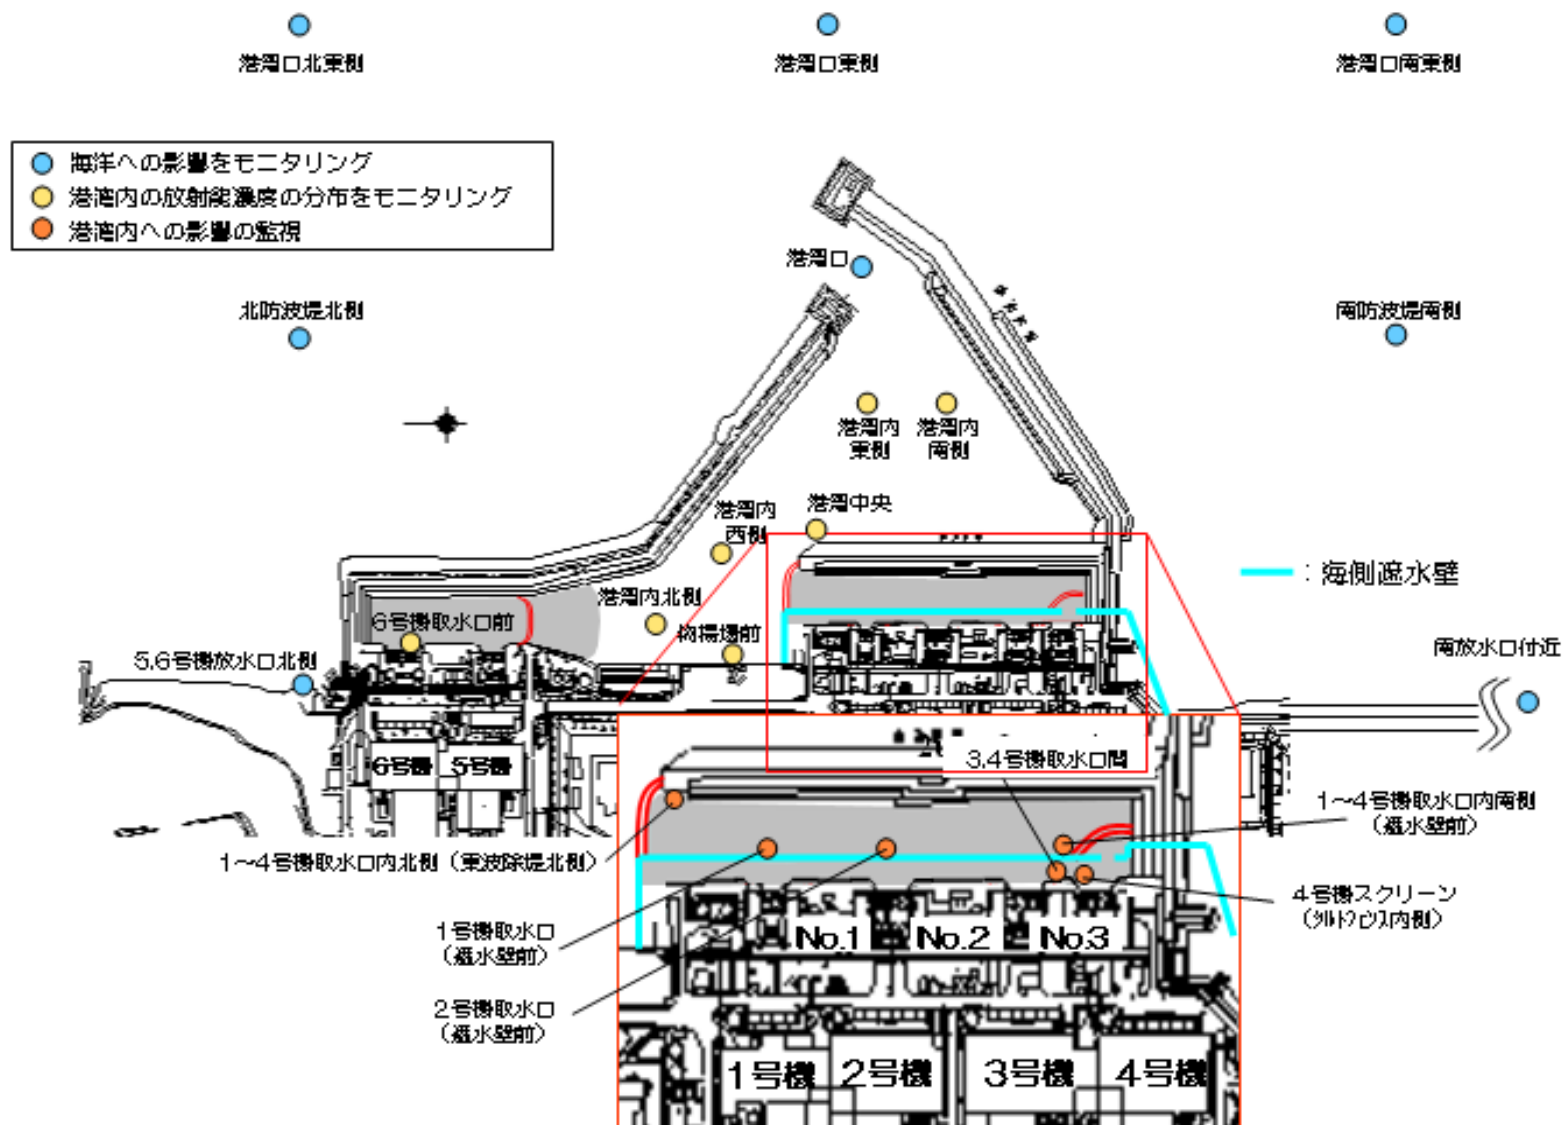 港湾口北東側
港湾口東側
港湾口南東側
海洋への影響をモニタリング
港湾内の放射能濃度の分布をモニタリング
港湾内への影響の監視
港湾口
北防波堤北側
南防波堤南側
港湾内
東側
港湾内
南側
港湾内
西側
港湾中央
:海側遮水壁
港湾内北側
6号機取水口前
物揚場前
5,6号機放水口北側
南放水口付近
6号機
5号機
3,4号機取水口間
1〜4号機取水口内南側
(遮水壁前)
1〜4号機取水口内北側(東波除堤北側)
4号機スクリーン
(シルトフェンス内側)
1号機取水口
(遮水壁前)
No.1
No.2
No.3
2号機取水口
(遮水壁前)
1号機
2号機
3号機
4号機